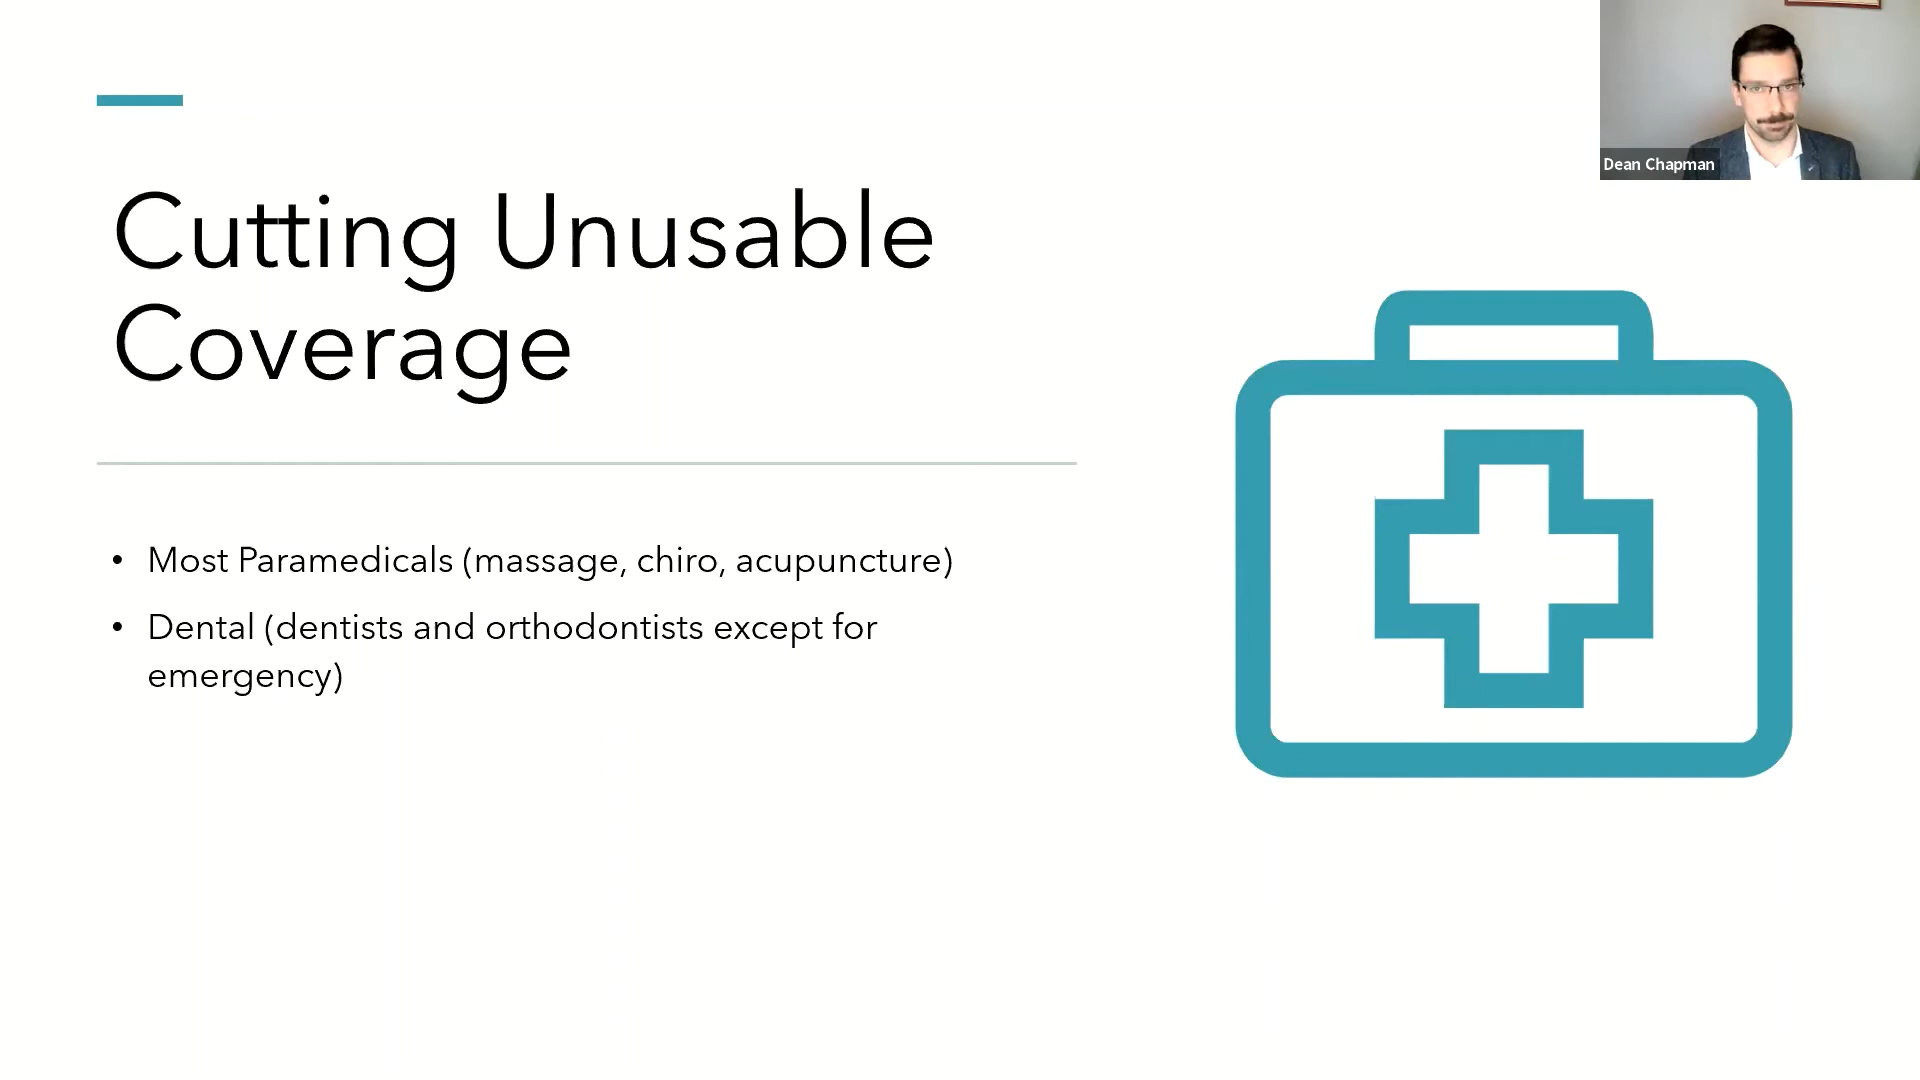 Dean Chapman
Cutting Unusable
Coverage
• Most Paramedicals (massage, chiro, acupuncture)
• Dental (dentists and orthodontists except for
emergency)